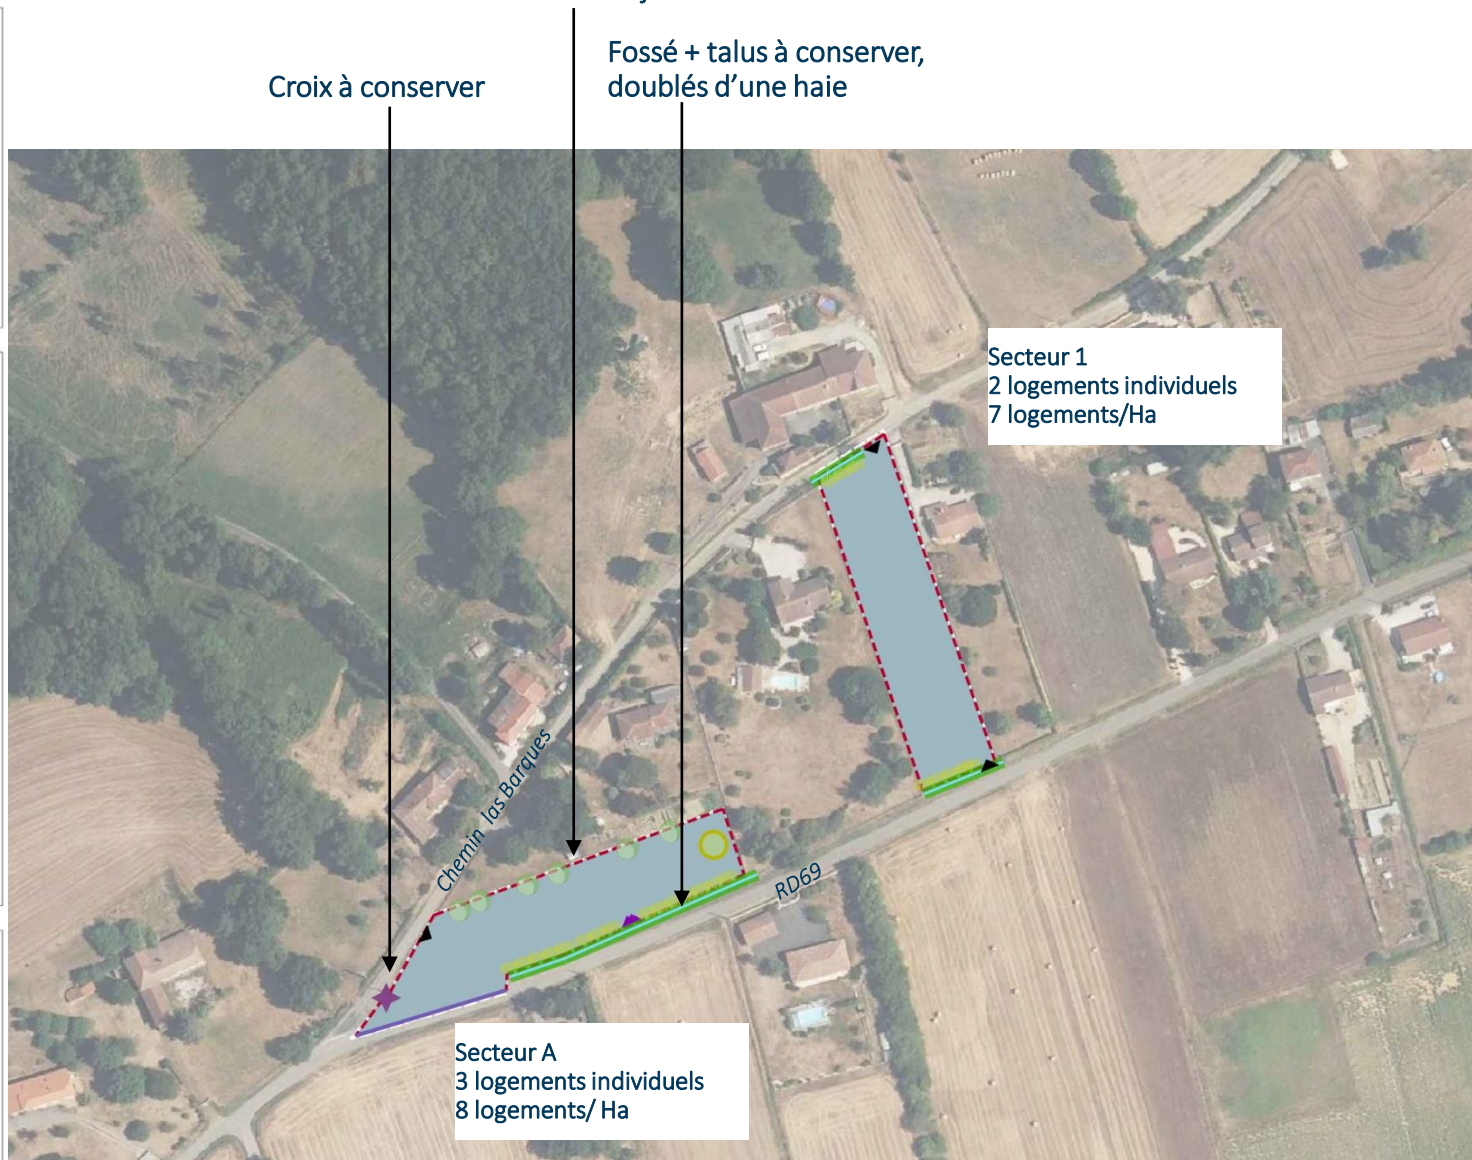 Fossé + talus à conserver,
doublés d'une haie
Croix à conserver
Secteur 1
2 logements individuels
7 logements/Ha
Chemin las Barques
RD69
Secteur A
3 logements individuels
8 logements/ Ha